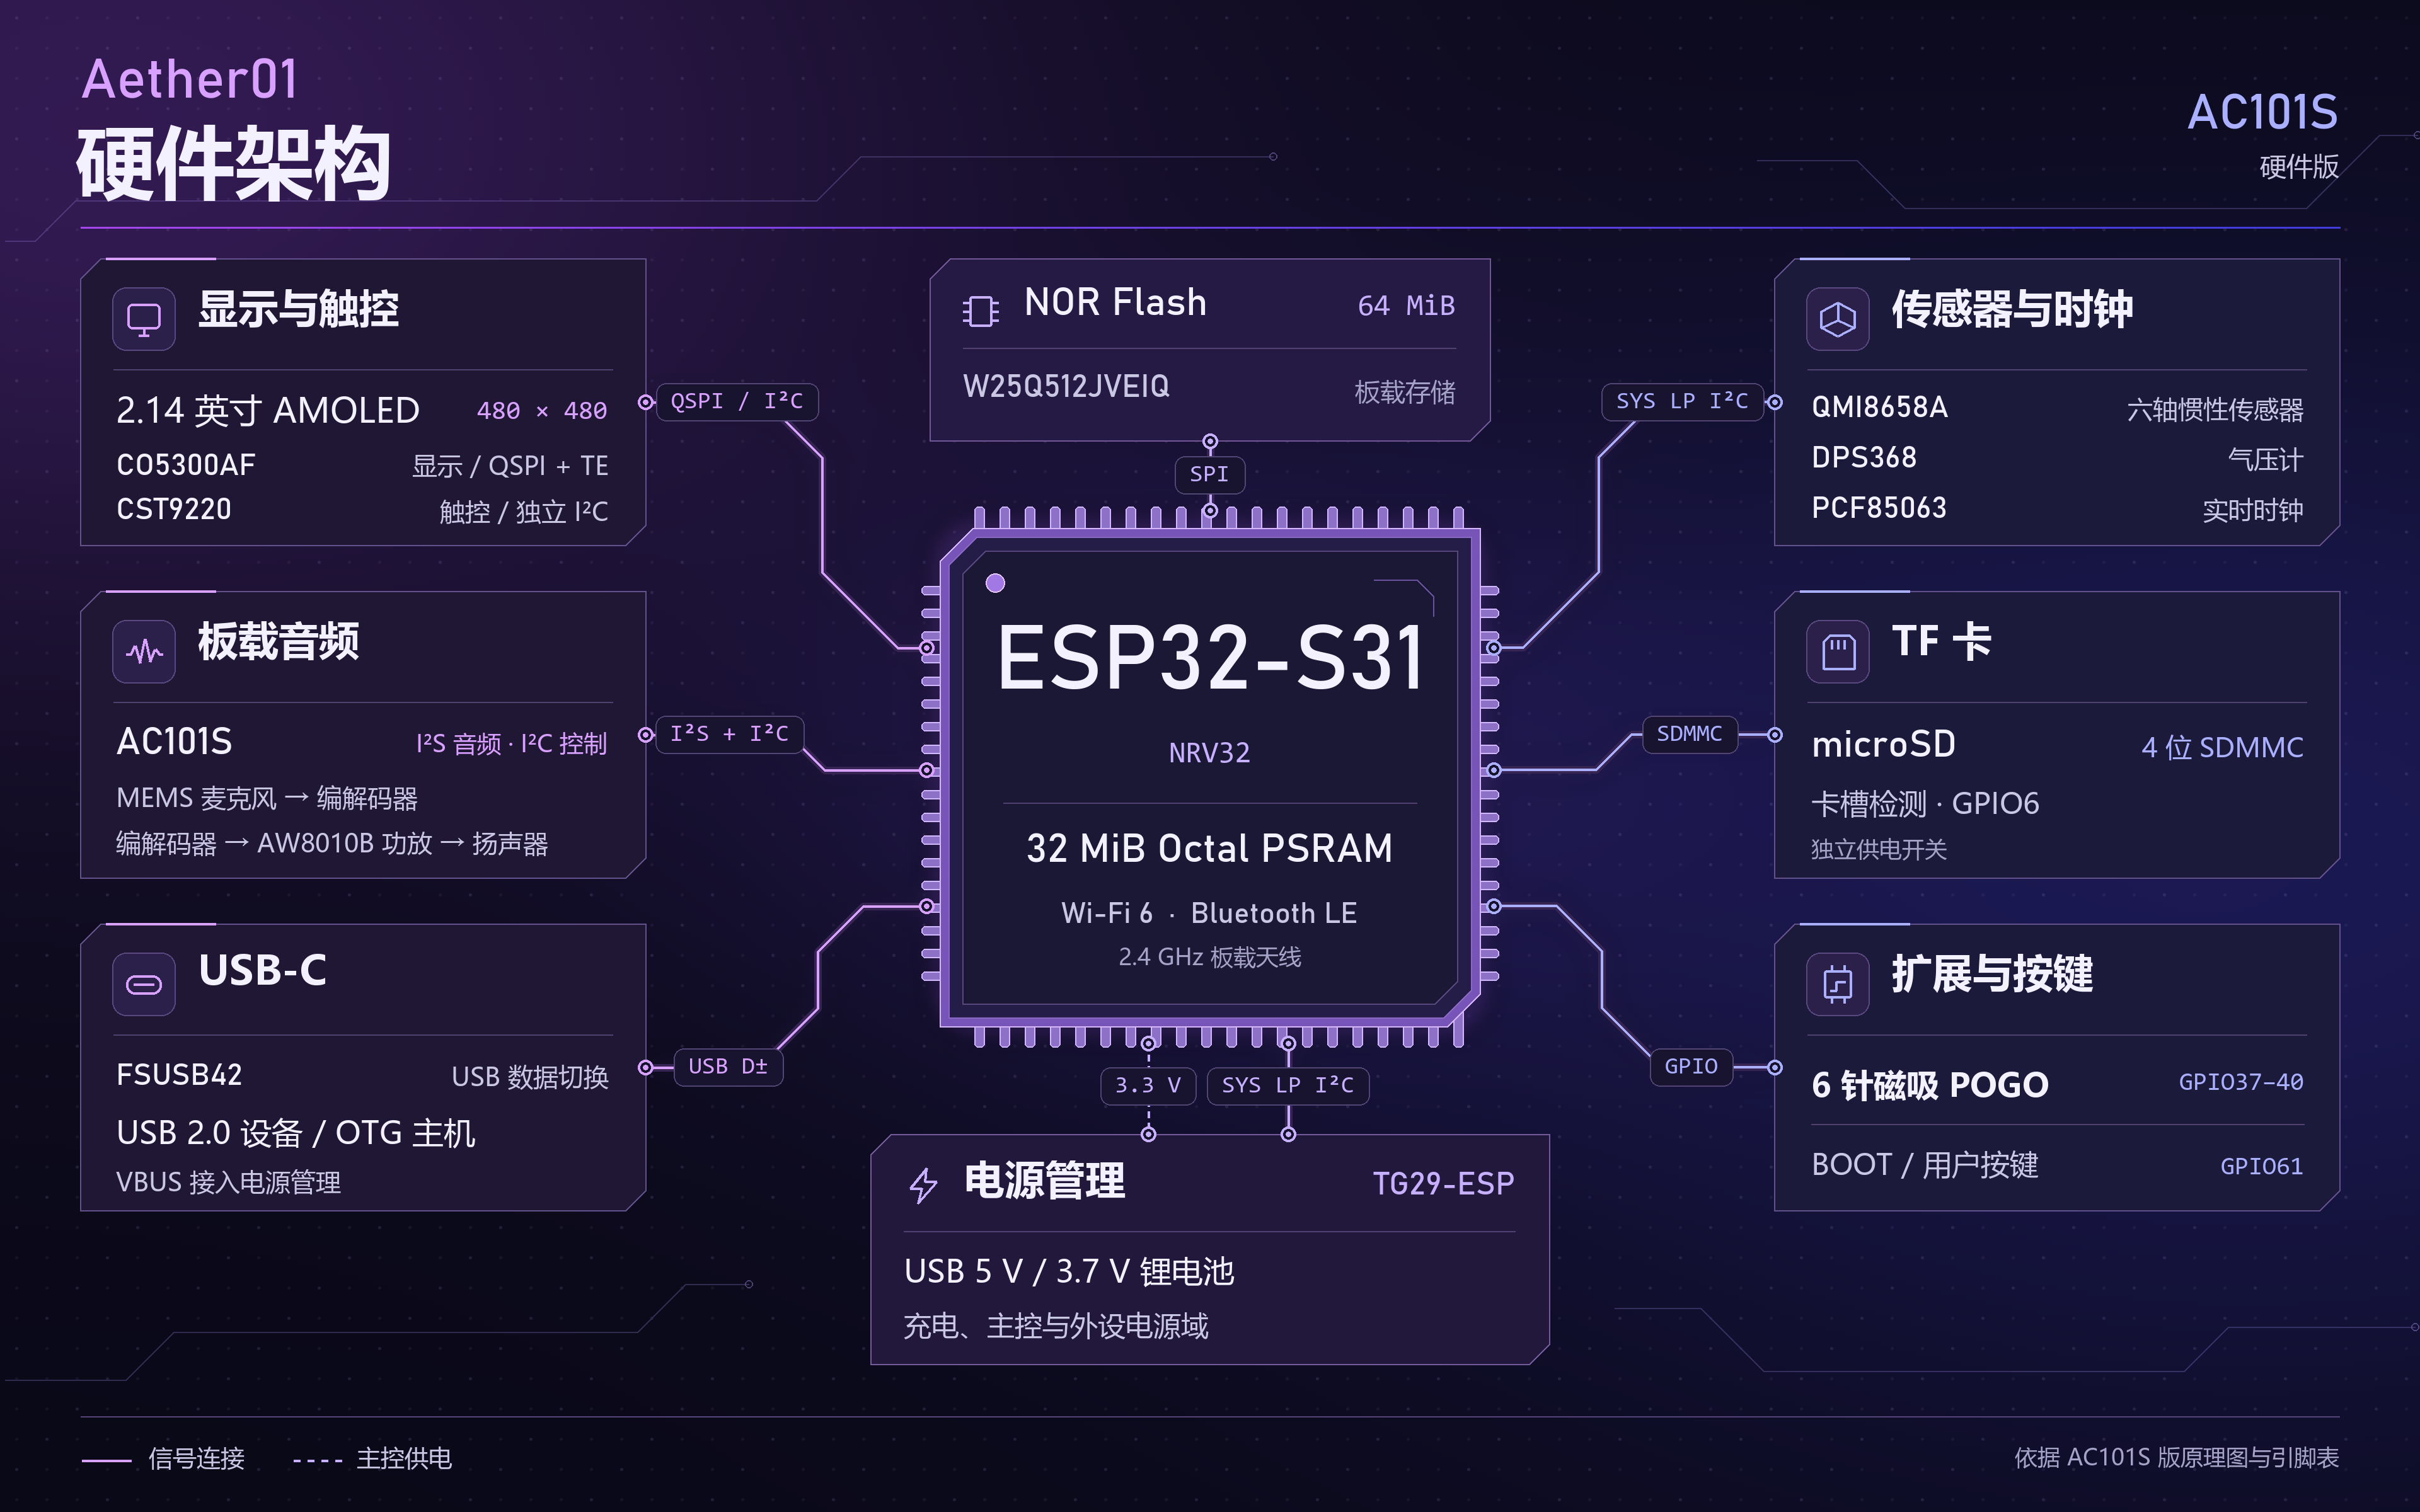 Aether01
硬件架构
AC101S
硬件版
显示与触控
2.14 英寸 AMOLED 480 × 480
CO5300AF 显示 / QSPI + TE
CST9220 触控 / 独立 I²C
QSPI / I²C
板载音频
AC101S I²S 音频 · I²C 控制
MEMS 麦克风 → 编解码器
编解码器 → AW8010B 功放 → 扬声器
I²S + I²C
USB-C
FSUSB42 USB 数据切换
USB 2.0 设备 / OTG 主机
VBUS 接入电源管理
USB D±
NOR Flash 64 MiB
W25Q512JVEIQ 板载存储
SPI
ESP32-S31
NRV32
32 MiB Octal PSRAM
Wi-Fi 6 · Bluetooth LE
2.4 GHz 板载天线
3.3 V
SYS LP I²C
电源管理 TG29-ESP
USB 5 V / 3.7 V 锂电池
充电、主控与外设电源域
SYS LP I²C
传感器与时钟
QMI8658A 六轴惯性传感器
DPS368 气压计
PCF85063 实时时钟
SDMMC
TF 卡
microSD 4 位 SDMMC
卡槽检测 · GPIO6
独立供电开关
GPIO
扩展与按键
6 针磁吸 POGO GPIO37–40
BOOT / 用户按键 GPIO61
信号连接
主控供电
依据 AC101S 版原理图与引脚表